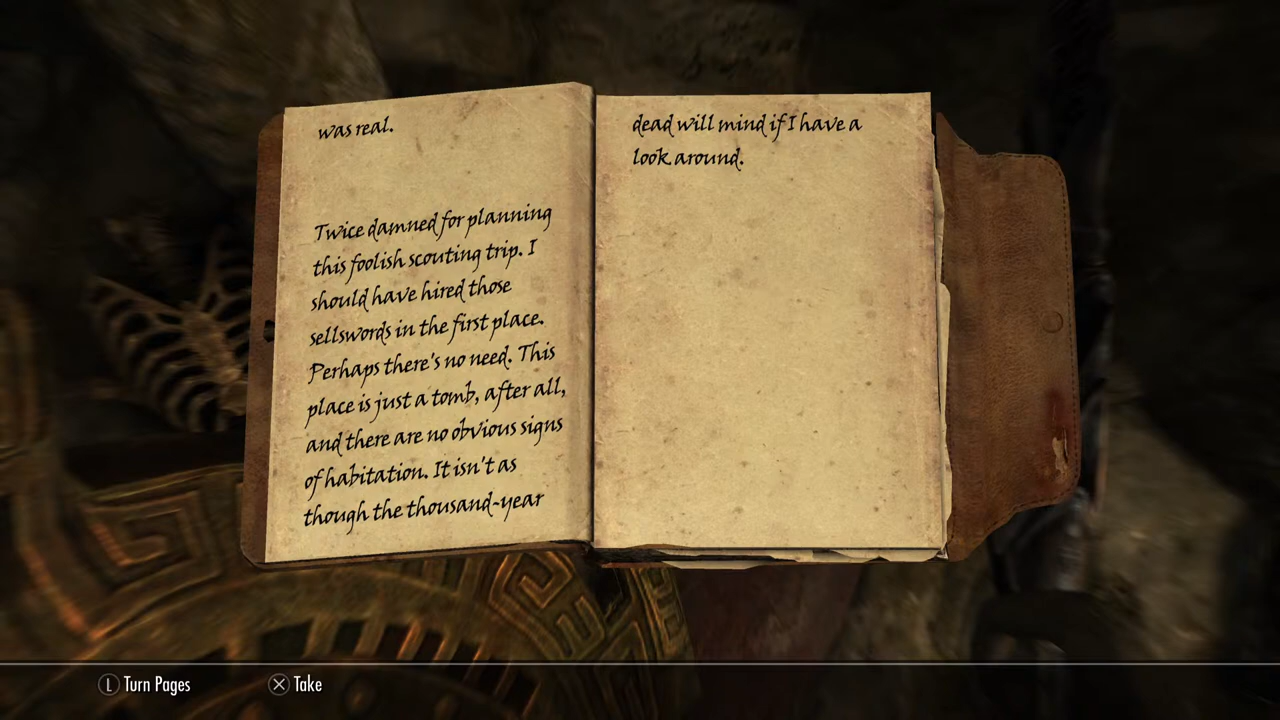 was real.
Twice damned for planning
this foolish scouting trip. I
should have hired those
sellswords in the first place.
Perhaps there's no need. This
place is just a tomb, after all,
and there are no obvious signs
of habitation. It isn't as
though the thousand-year
dead will mind if I have a
look around.
L Turn Pages
X Take